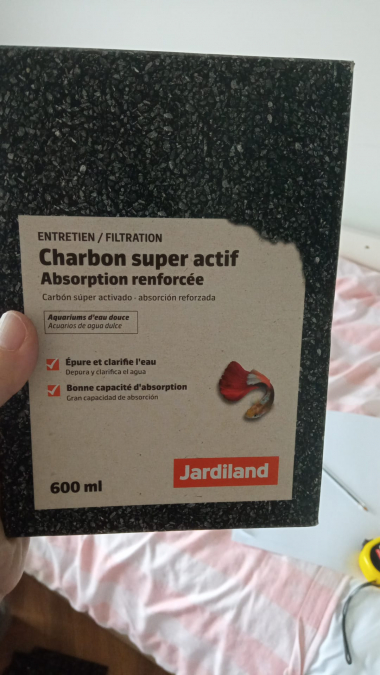 ENTRETIEN / FILTRATION
Charbon super actif
Absorption renforcée
Carbón súper activado - absorción reforzada
Aquariums d'eau douce
Acuarios de agua dulce
Épure et clarifie l'eau
Depura y clarifica el agua
Bonne capacité d'absorption
Gran capacidad de absorción
Jardiland
600 ml